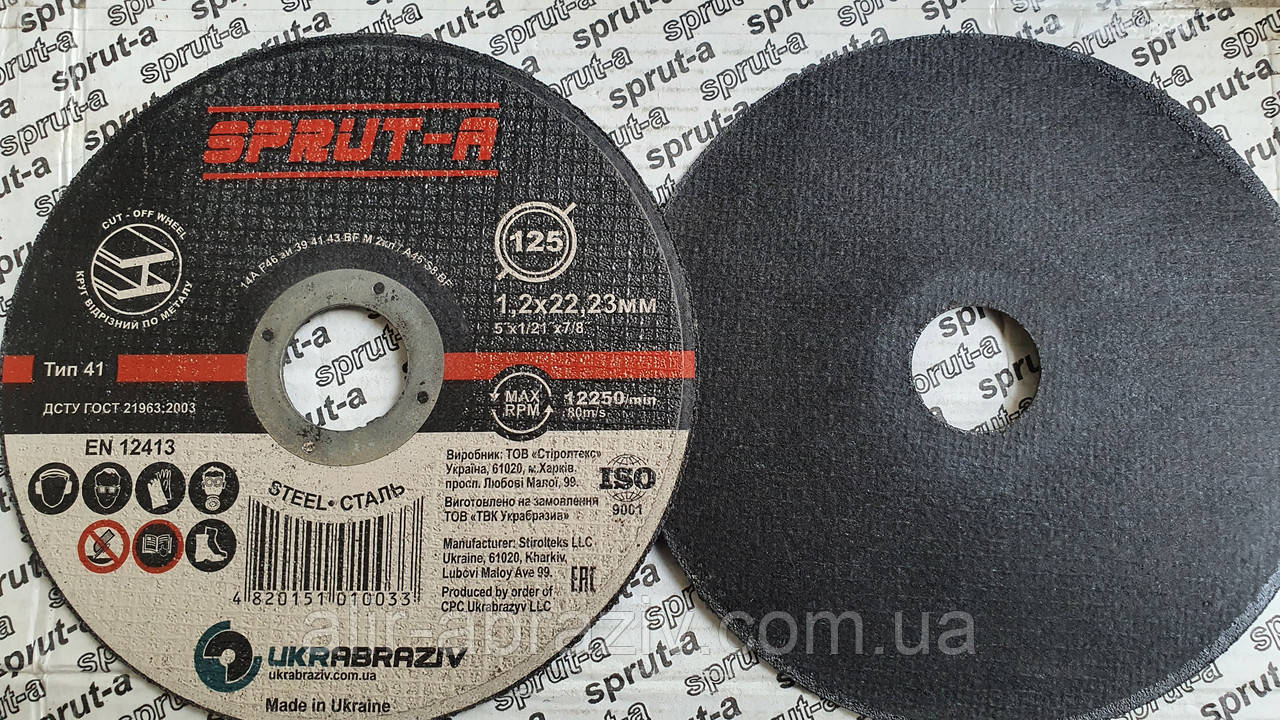 SPRUT-A
CUT - OFF WHEEL
КРУГ ВІДРІЗНИЙ ПО МЕТАЛУ
125
1,2х22,23мм
5"x1/21"x7/8"
Тип 41
ДСТУ ГОСТ 21963:2003
MAX RPM
12250/min
80m/s
EN 12413
STEEL • СТАЛЬ
4 820151 010033
Виробник: ТОВ «Стіролтекс»
Україна, 61020, м.Харків,
просп. Любові Малої, 99.
Виготовлено на замовлення
ТОВ «ТВК Украбразив»
ISO
9001
Manufacturer: Stirolteks LLC
Ukraine, 61020, Kharkiv,
Lubovi Maloy Ave 99.
Produced by order of
CPC Ukrabrazyv LLC
EAC
UKRABRAZIV
ukrabraziv.com.ua
Made in Ukraine
sprut-a
sprut-a
alir-abraziv.com.ua